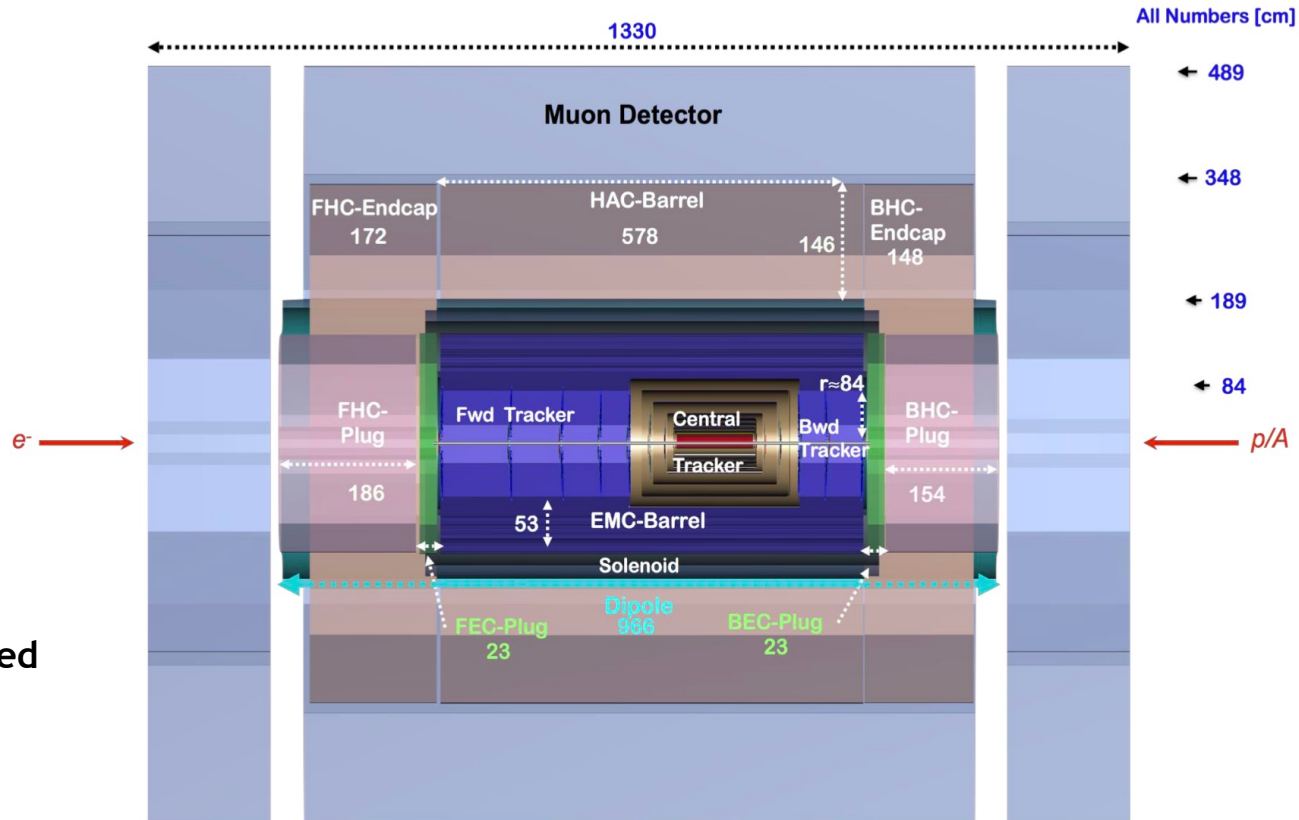 All Numbers [cm]
1330
489
Muon Detector
348
FHC-Endcap
172
HAC-Barrel
578
146
BHC-
Endcap
148
189
r≈84
84
FHC-
Plug
186
Fwd Tracker
Central
Tracker
Bwd
Tracker
BHC-
Plug
154
e-
p/A
53
EMC-Barrel
Solenoid
Dipole
966
FEC-Plug
23
BEC-Plug
23
ed